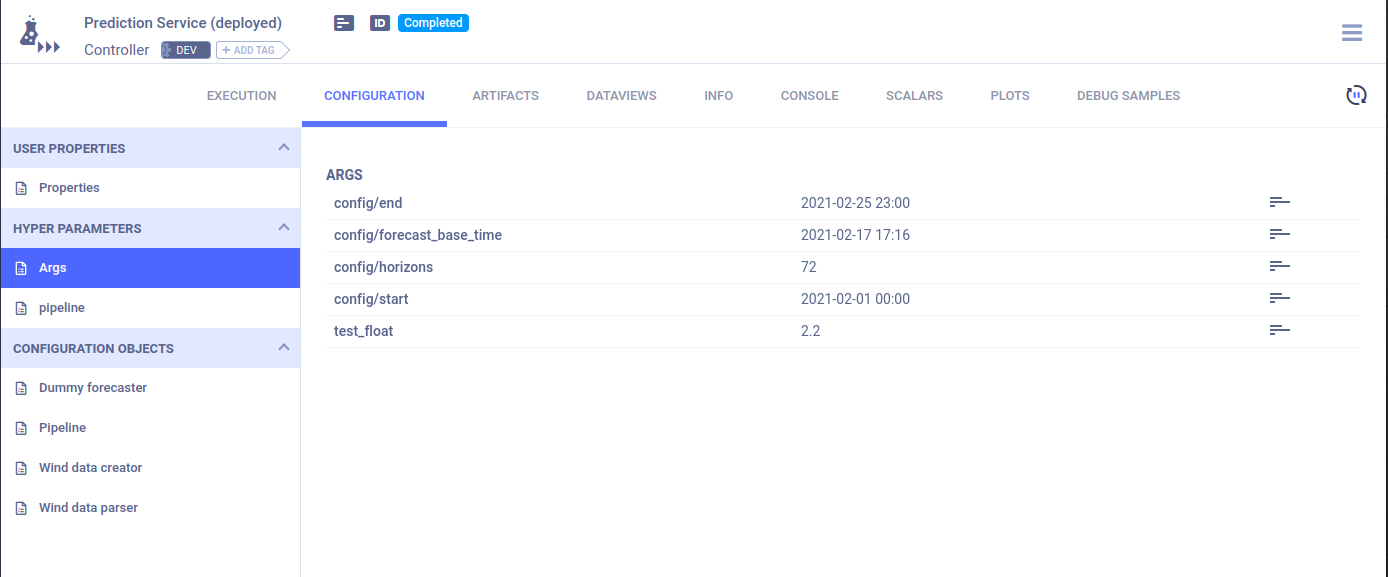 Prediction Service (deployed)
ID
Completed
Controller
DEV
+ ADD TAG
EXECUTION CONFIGURATION ARTIFACTS DATAVIEWS INFO CONSOLE SCALARS PLOTS DEBUG SAMPLES
USER PROPERTIES
Properties
HYPER PARAMETERS
Args
pipeline
CONFIGURATION OBJECTS
Dummy forecaster
Pipeline
Wind data creator
Wind data parser
ARGS
config/end 2021-02-25 23:00
config/forecast_base_time 2021-02-17 17:16
config/horizons 72
config/start 2021-02-01 00:00
test_float 2.2